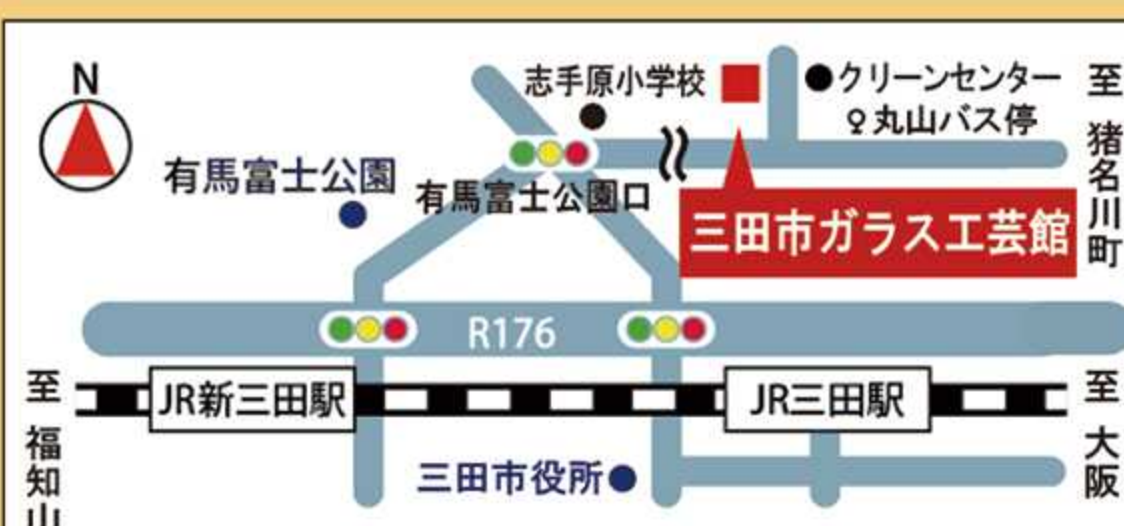 N
志手原小学校
クリーンセンター
丸山バス停
至猪名川町
有馬富士公園
有馬富士公園口
三田市ガラス工芸館
R176
至福知山
JR新三田駅
JR三田駅
至大阪
三田市役所